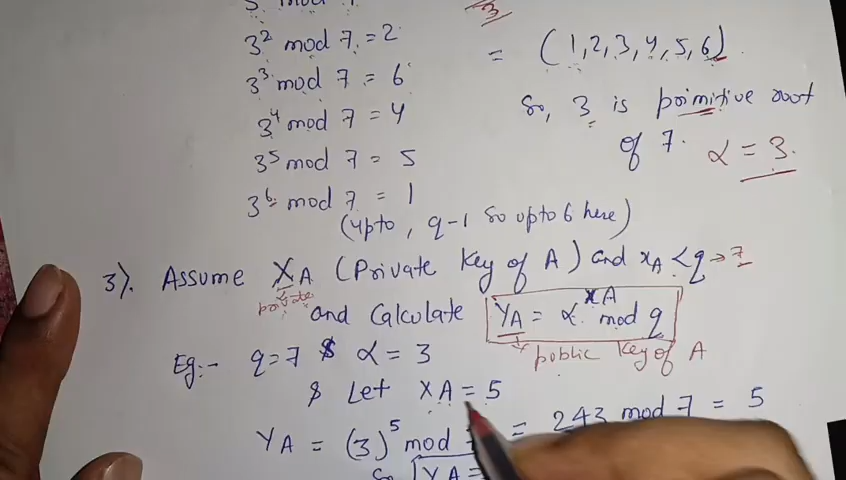 3² mod 7 = 2
3³ mod 7 = 6
3⁴ mod 7 = 4
3⁵ mod 7 = 5
3⁶ mod 7 = 1
(upto, q-1 so upto 6 here)
3
= (1,2,3,4,5,6)
So, 3 is primitive root
of 7. α = 3.
3). Assume XA (Private Key of A) and xA < q → 7
private
and Calculate YA = α^XA mod q
public key of A
Eg:- q=7 & α = 3
& Let XA = 5
YA = (3)⁵ mod = 243 mod 7 = 5
So YA =